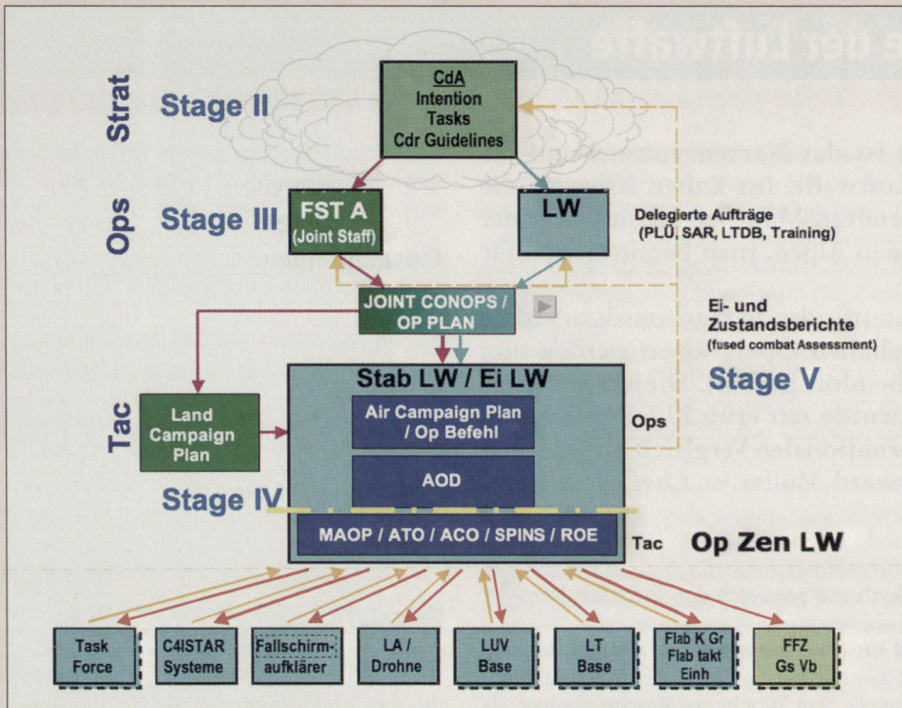 e der Luftwaffe
Ops Strat
Stage II
CdA
Intention
Tasks
Cdr Guidelines
Stage III
FST A
(Joint Staff)
LW
Delegierte Aufträge
(PLÜ, SAR, LTDB, Training)
JOINT CONOPS /
OP PLAN
Ei- und
Zustandsberichte
(fused combat Assessment)
Stage V
Tac
Land
Campaign
Plan
Stab LW / Ei LW
Air Campaign Plan
/ Op Befehl
Ops
AOD
Stage IV
MAOP / ATO / ACO / SPINS / ROE
Tac
Op Zen LW
Task
Force
C4ISTAR
Systeme
Fallschirm-
aufklärer
LA /
Drohne
LUV
Base
LT
Base
Flab K Gr
Flab takt
Einh
FFZ
Gs Vb